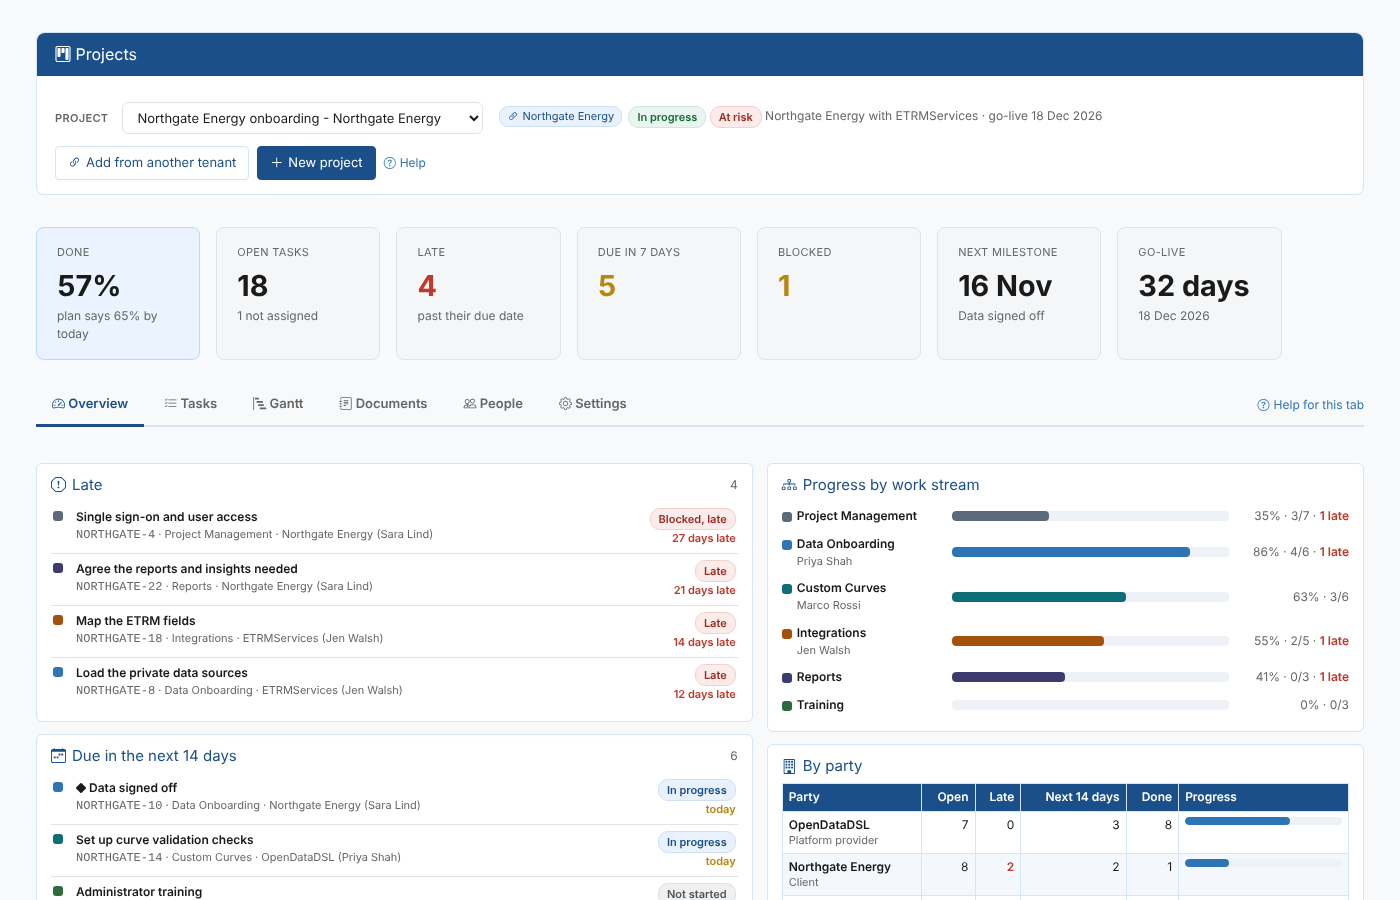 Projects
PROJECT Northgate Energy onboarding - Northgate Energy Northgate Energy In progress At risk Northgate Energy with ETRMServices · go-live 18 Dec 2026
Add from another tenant New project Help
DONE
57%
plan says 65% by
today
OPEN TASKS
18
1 not assigned
LATE
4
past their due date
DUE IN 7 DAYS
5
BLOCKED
1
NEXT MILESTONE
16 Nov
Data signed off
GO-LIVE
32 days
18 Dec 2026
Overview Tasks Gantt Documents People Settings Help for this tab
Late 4
Single sign-on and user access Blocked, late
NORTHGATE-4 · Project Management · Northgate Energy (Sara Lind) 27 days late
Agree the reports and insights needed Late
NORTHGATE-22 · Reports · Northgate Energy (Sara Lind) 21 days late
Map the ETRM fields Late
NORTHGATE-18 · Integrations · ETRMServices (Jen Walsh) 14 days late
Load the private data sources Late
NORTHGATE-8 · Data Onboarding · ETRMServices (Jen Walsh) 12 days late
Due in the next 14 days 6
◆ Data signed off In progress
NORTHGATE-10 · Data Onboarding · Northgate Energy (Sara Lind) today
Set up curve validation checks In progress
NORTHGATE-14 · Custom Curves · OpenDataDSL (Priya Shah) today
Administrator training Not started
Progress by work stream
Project Management 35% · 3/7 · 1 late
Data Onboarding 86% · 4/6 · 1 late
Priya Shah
Custom Curves 63% · 3/6
Marco Rossi
Integrations 55% · 2/5 · 1 late
Jen Walsh
Reports 41% · 0/3 · 1 late
Training 0% · 0/3
By party
Party Open Late Next 14 days Done Progress
OpenDataDSL 7 0 3 8
Platform provider
Northgate Energy 8 2 2 1
Client